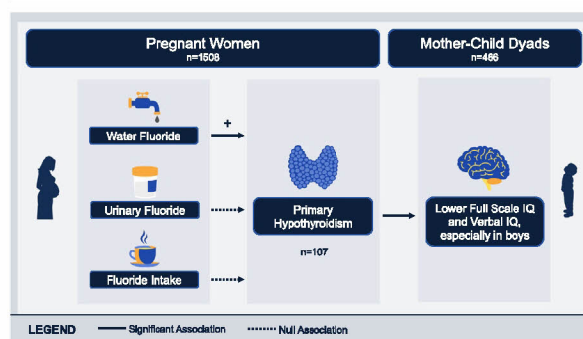 Pregnant Women
n=1508
Mother-Child Dyads
n=466
Water Fluoride
+
Urinary Fluoride
Fluoride Intake
Primary
Hypothyroidism
n=107
Lower Full Scale IQ
and Verbal IQ,
especially in boys
LEGEND
Significant Association
Null Association